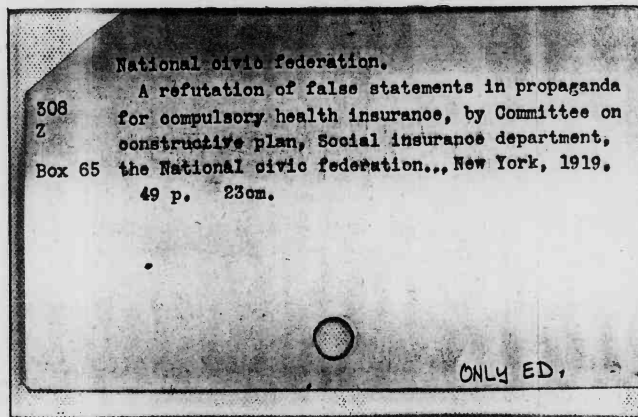 National civic federation.
A refutation of false statements in propaganda
308
for compulsory health insurance, by Committee on
Z
constructive plan, Social insurance department,
Box 65 the National civic federation... New York, 1919.
49 p. 23cm.
ONLY ED.